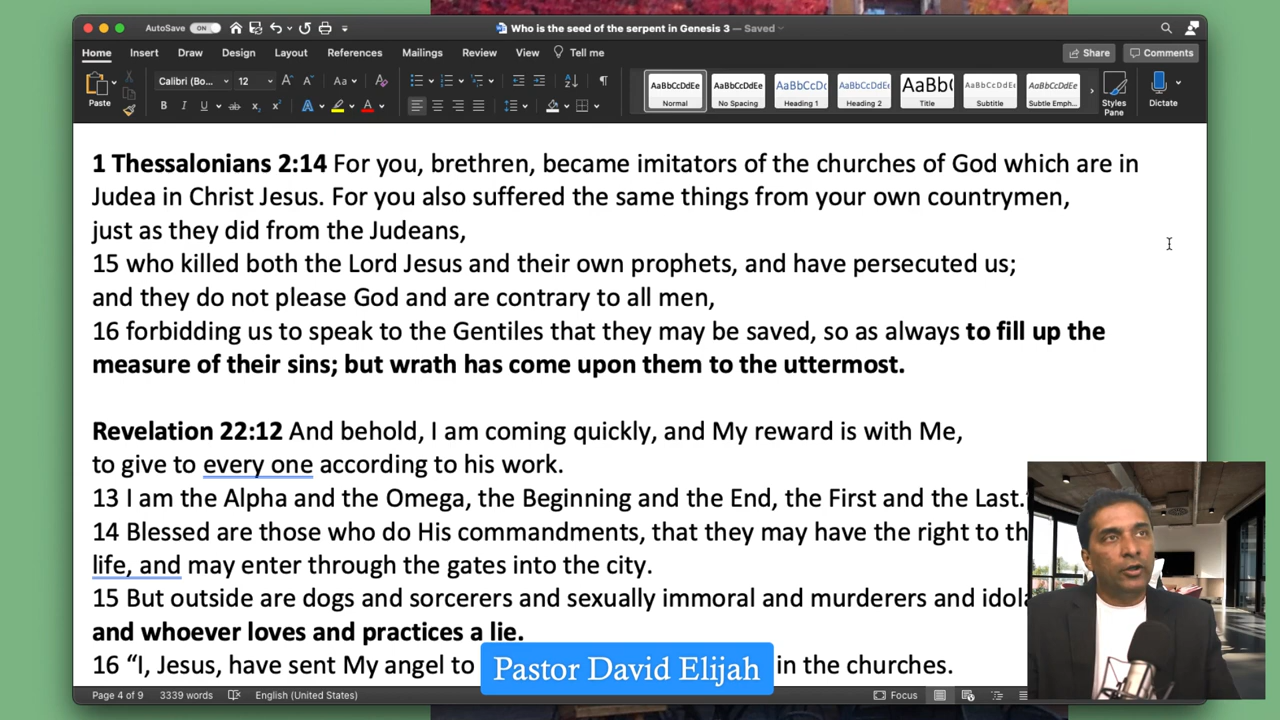 AutoSave ON Who is the seed of the serpent in Genesis 3 — Saved
Home Insert Draw Design Layout References Mailings Review View Tell me Share Comments
Paste Calibri (Bo... 12 Aa AaBbCcDdEe Normal AaBbCcDdEe No Spacing AaBbCcDc Heading 1 AaBbCcDdEe Heading 2 AaBb( Title AaBbCcDdEe Subtitle AaBbCcDdEe Subtle Emph... Styles Pane Dictate
1 Thessalonians 2:14 For you, brethren, became imitators of the churches of God which are in
Judea in Christ Jesus. For you also suffered the same things from your own countrymen,
just as they did from the Judeans,
15 who killed both the Lord Jesus and their own prophets, and have persecuted us;
and they do not please God and are contrary to all men,
16 forbidding us to speak to the Gentiles that they may be saved, so as always to fill up the
measure of their sins; but wrath has come upon them to the uttermost.
Revelation 22:12 And behold, I am coming quickly, and My reward is with Me,
to give to every one according to his work.
13 I am the Alpha and the Omega, the Beginning and the End, the First and the Last.
14 Blessed are those who do His commandments, that they may have the right to th
life, and may enter through the gates into the city.
15 But outside are dogs and sorcerers and sexually immoral and murderers and idola
and whoever loves and practices a lie.
16 “I, Jesus, have sent My angel to in the churches.
Pastor David Elijah
Page 4 of 9 3339 words English (United States) Focus